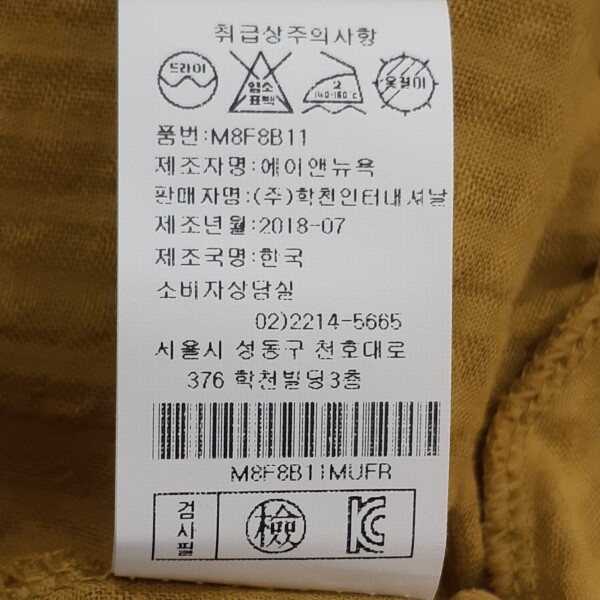 취급상주의사항
드라이
염소
표백
2
140-160°C
옷걸이
품번:M8F8B11
제조자명:에이앤뉴욕
판매자명:(주)학천인터내셔날
제조년월:2018-07
제조국명:한국
소비자상담실
02)2214-5665
서울시 성동구 천호대로
376 학천빌딩3층
M8F8B11MUFR
검사필
檢